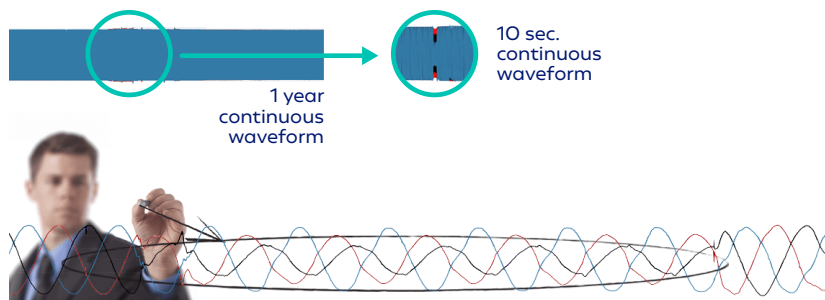 10 sec.
continuous
waveform
1 year
continuous
waveform